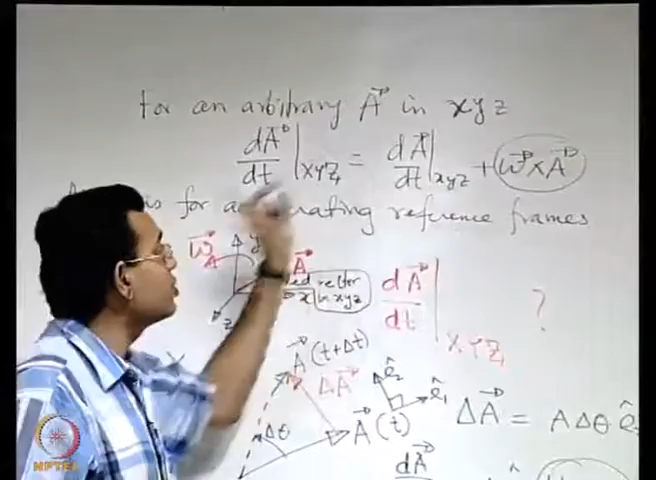 For an arbitrary A⃗ in xyz
dA⃗/dt |XYZ = dA⃗/dt |xyz + ω⃗ x A⃗
is for a rotating reference frames
ω⃗ A⃗
z in xyz dA⃗/dt |XYZ ?
A⃗(t+Δt)
ΔA⃗ ê₂ ê₁
Δθ A⃗(t) ΔA⃗ = AΔθ ê
dA⃗
NPTEL